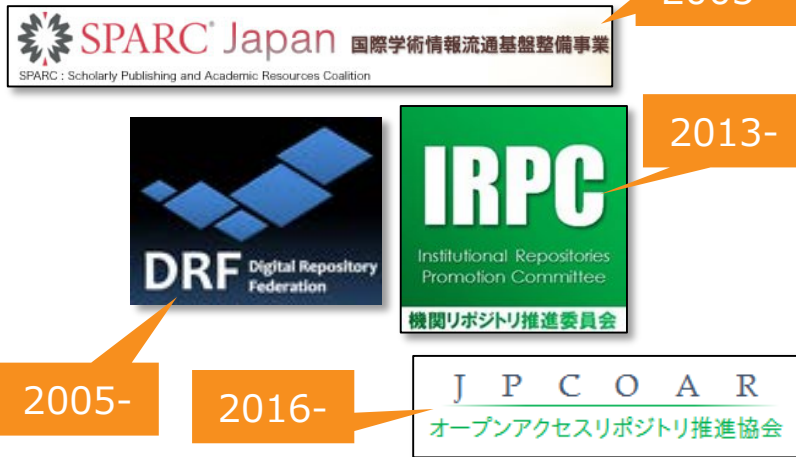 SPARC® Japan 国際学術情報流通基盤整備事業
SPARC : Scholarly Publishing and Academic Resources Coalition
2013-
IRPC
Institutional Repositories
Promotion Committee
機関リポジトリ推進委員会
DRF Digital Repository
Federation
2005-
2016-
J P C O A R
オープンアクセスリポジトリ推進協会